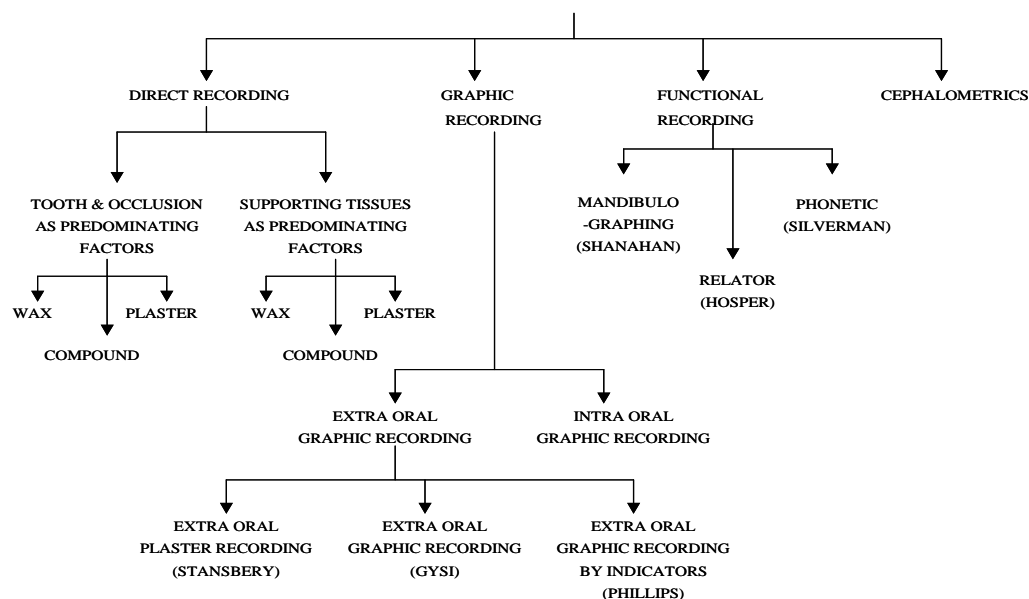 DIRECT RECORDING
GRAPHIC
RECORDING
FUNCTIONAL
RECORDING
CEPHALOMETRICS
TOOTH & OCCLUSION
AS PREDOMINATING
FACTORS
SUPPORTING TISSUES
AS PREDOMINATING
FACTORS
MANDIBULO
-GRAPHING
(SHANAHAN)
PHONETIC
(SILVERMAN)
RELATOR
(HOSPER)
WAX
PLASTER
COMPOUND
WAX
PLASTER
COMPOUND
EXTRA ORAL
GRAPHIC RECORDING
INTRA ORAL
GRAPHIC RECORDING
EXTRA ORAL
PLASTER RECORDING
(STANSBERY)
EXTRA ORAL
GRAPHIC RECORDING
(GYSI)
EXTRA ORAL
GRAPHIC RECORDING
BY INDICATORS
(PHILLIPS)